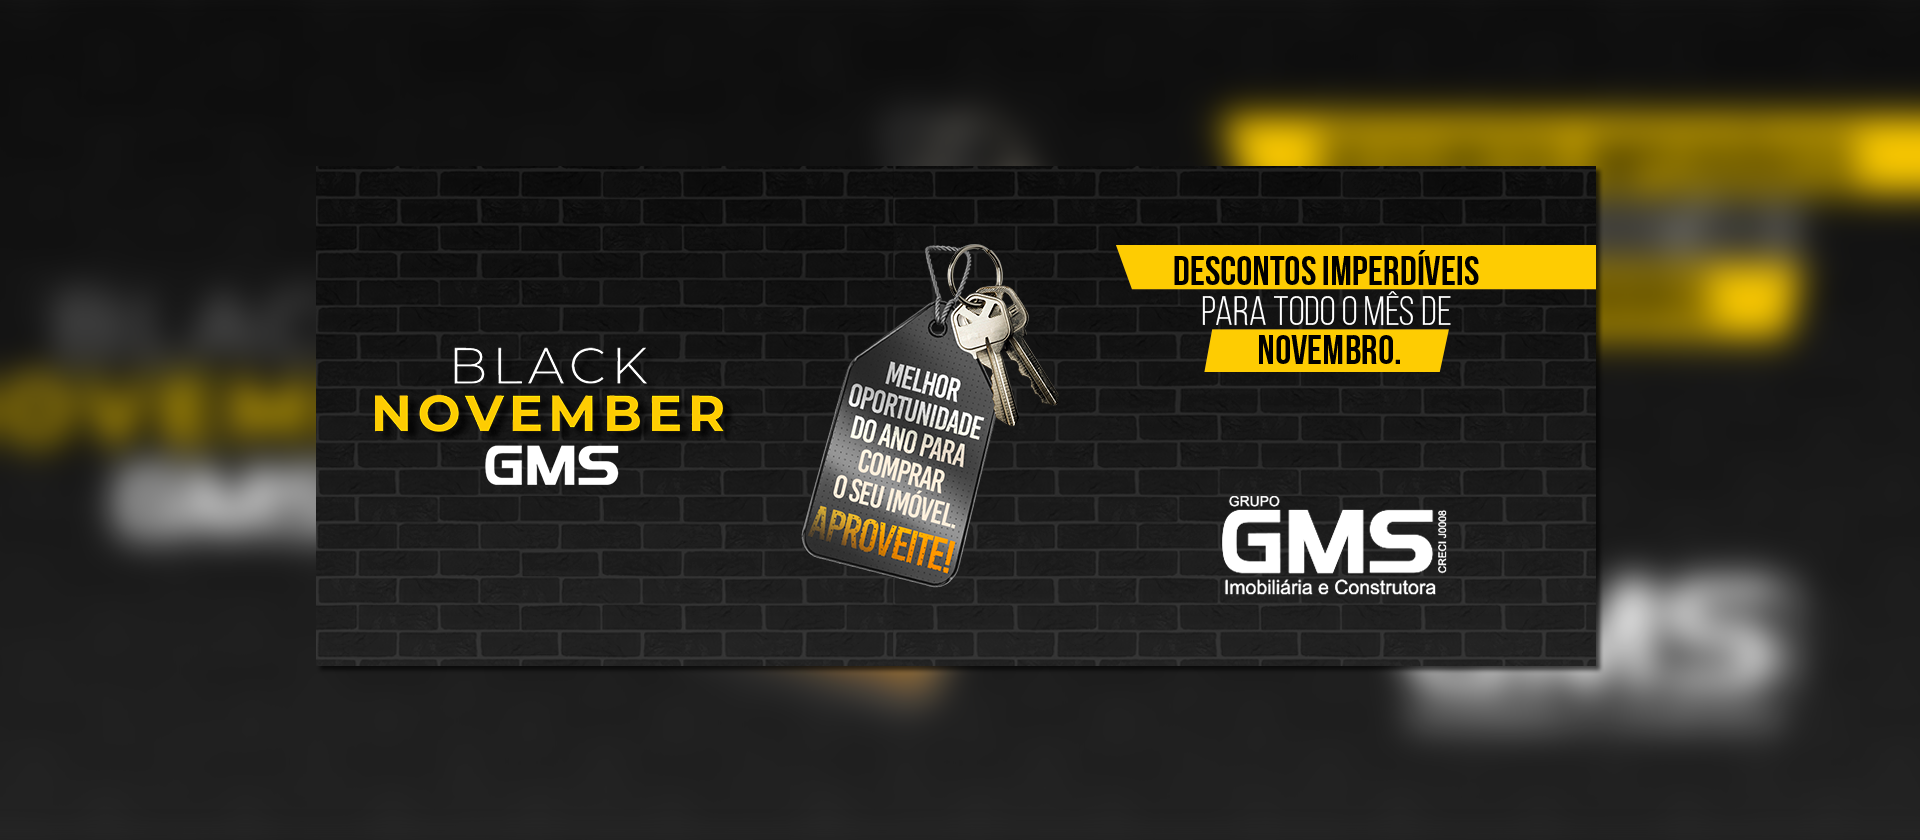 BLACK
NOVEMBER
GMS
MELHOR
OPORTUNIDADE
DO ANO PARA
COMPRAR
O SEU IMÓVEL.
APROVEITE!
DESCONTOS IMPERDÍVEIS
PARA TODO O MÊS DE
NOVEMBRO.
GRUPO
GMS
CRECI J0008
Imobiliária e Construtora